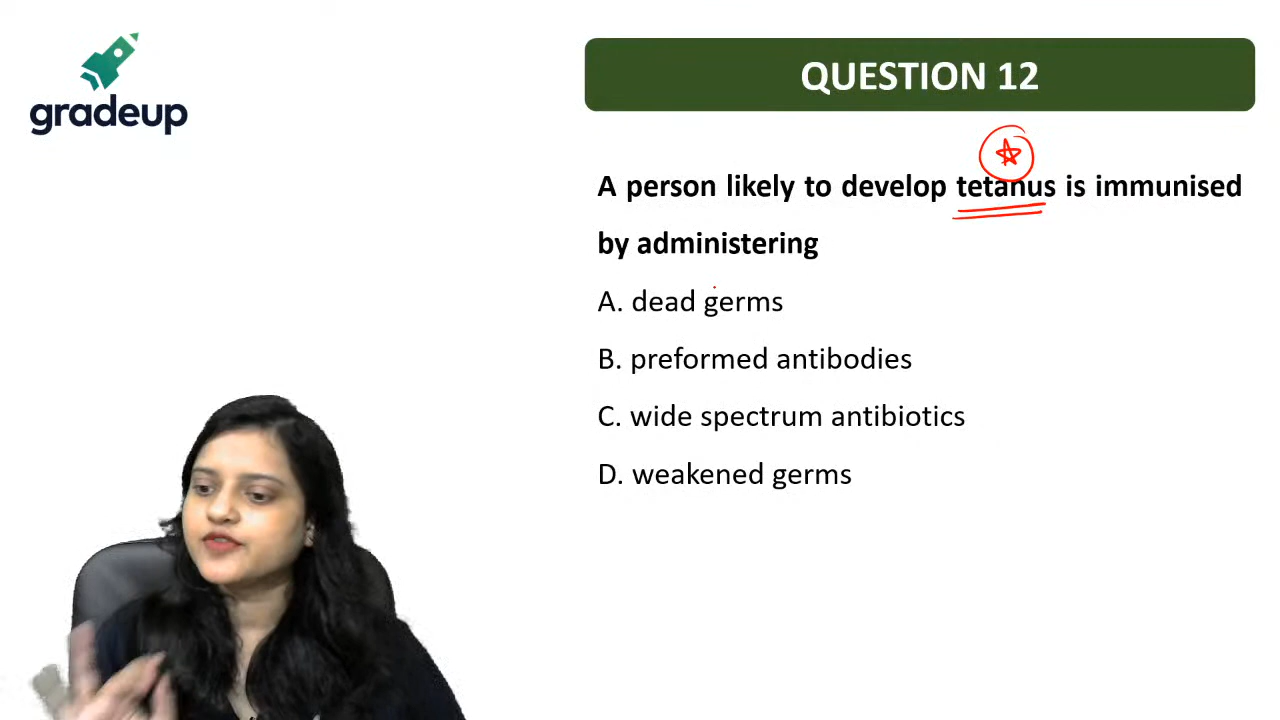 gradeup
QUESTION 12
A person likely to develop tetanus is immunised
by administering
A. dead germs
B. preformed antibodies
C. wide spectrum antibiotics
D. weakened germs